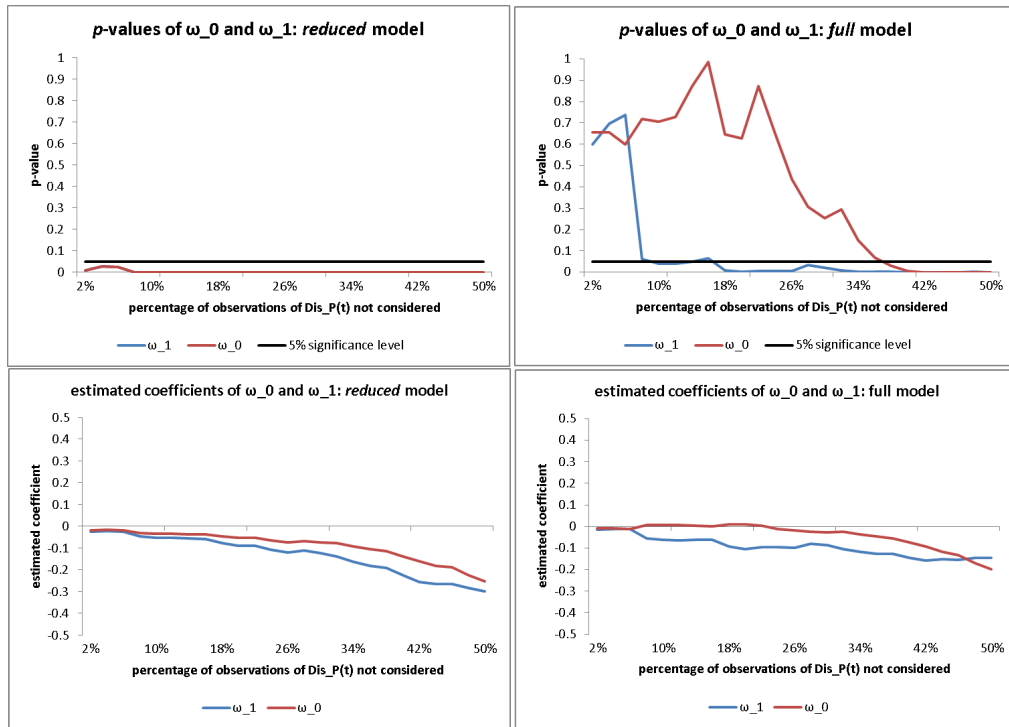 p-values of ω_0 and ω_1: reduced model
1
0.9
0.8
0.7
0.6
0.5
0.4
0.3
0.2
0.1
0
p-value
2% 10% 18% 26% 34% 42% 50%
percentage of observations of Dis_P(t) not considered
ω_1 ω_0 5% significance level
p-values of ω_0 and ω_1: full model
1
0.9
0.8
0.7
0.6
0.5
0.4
0.3
0.2
0.1
0
p-value
2% 10% 18% 26% 34% 42% 50%
percentage of observations of Dis_P(t) not considered
ω_1 ω_0 5% significance level
estimated coefficients of ω_0 and ω_1: reduced model
0.5
0.4
0.3
0.2
0.1
0
-0.1
-0.2
-0.3
-0.4
-0.5
estimated coefficient
2% 10% 18% 26% 34% 42% 50%
percentage of observations of Dis_P(t) not considered
ω_1 ω_0
estimated coefficients of ω_0 and ω_1: full model
0.5
0.4
0.3
0.2
0.1
0
-0.1
-0.2
-0.3
-0.4
-0.5
estimated coefficient
2% 10% 18% 26% 34% 42% 50%
percentage of observations of Dis_P(t) not considered
ω_1 ω_0